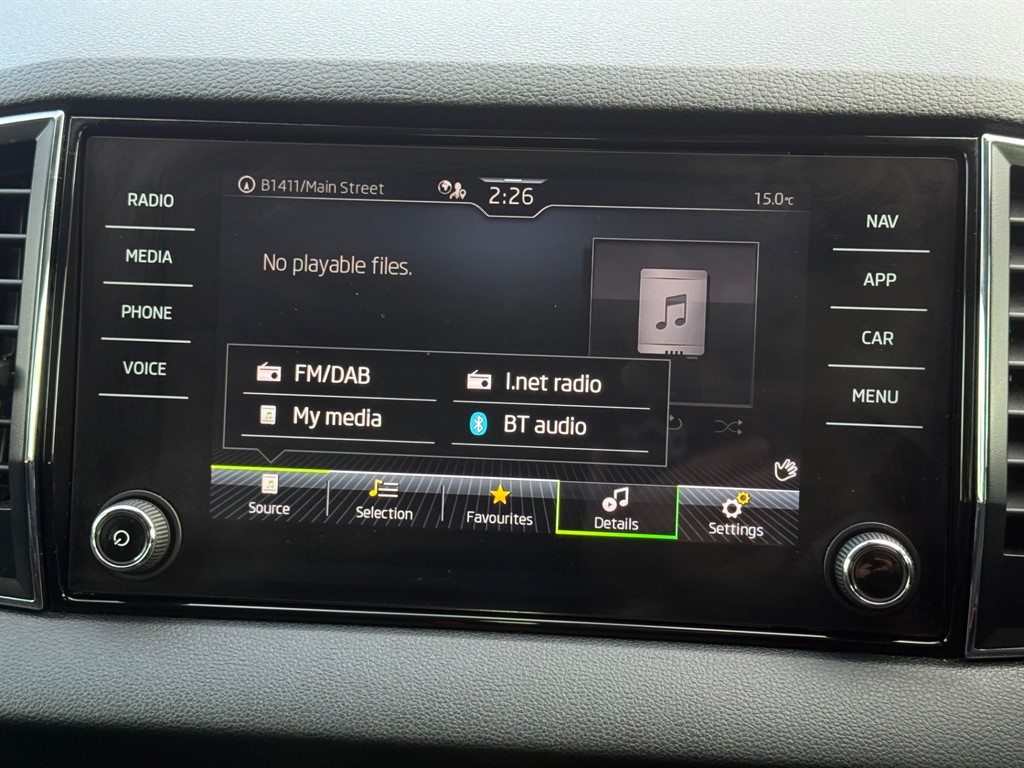 RADIO
MEDIA
PHONE
VOICE
B1411/Main Street
2:26
15.0°C
No playable files.
FM/DAB
I.net radio
My media
BT audio
Source
Selection
Favourites
Details
Settings
NAV
APP
CAR
MENU